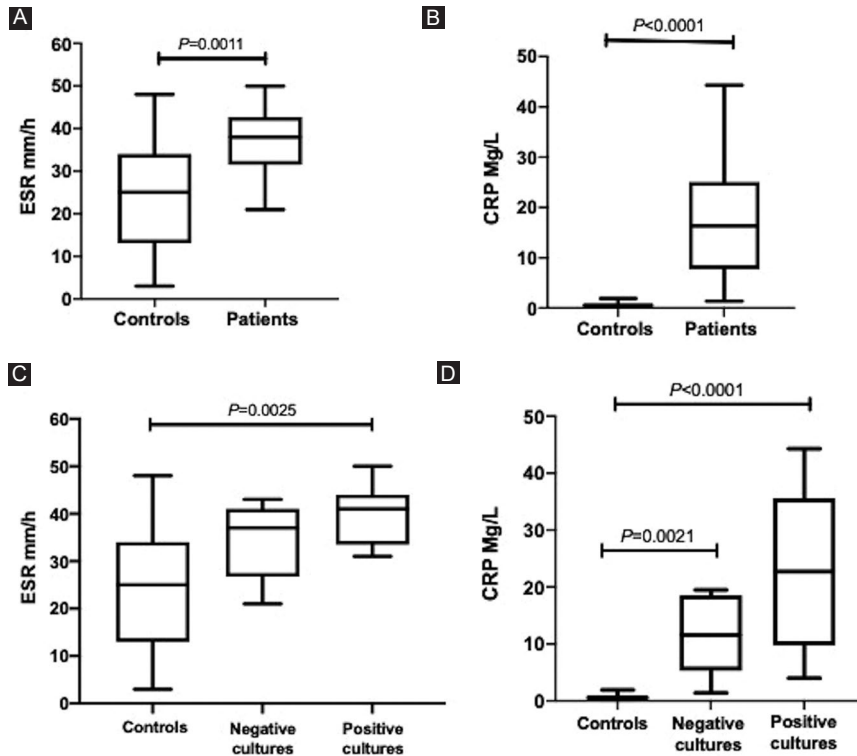 A
P=0.0011
60
50
40
30
20
10
0
ESR mm/h
Controls Patients
B
P<0.0001
50
40
30
20
10
0
CRP Mg/L
Controls Patients
C
P=0.0025
60
50
40
30
20
10
0
ESR mm/h
Controls Negative cultures Positive cultures
D
P<0.0001
P=0.0021
50
40
30
20
10
0
CRP Mg/L
Controls Negative cultures Positive cultures